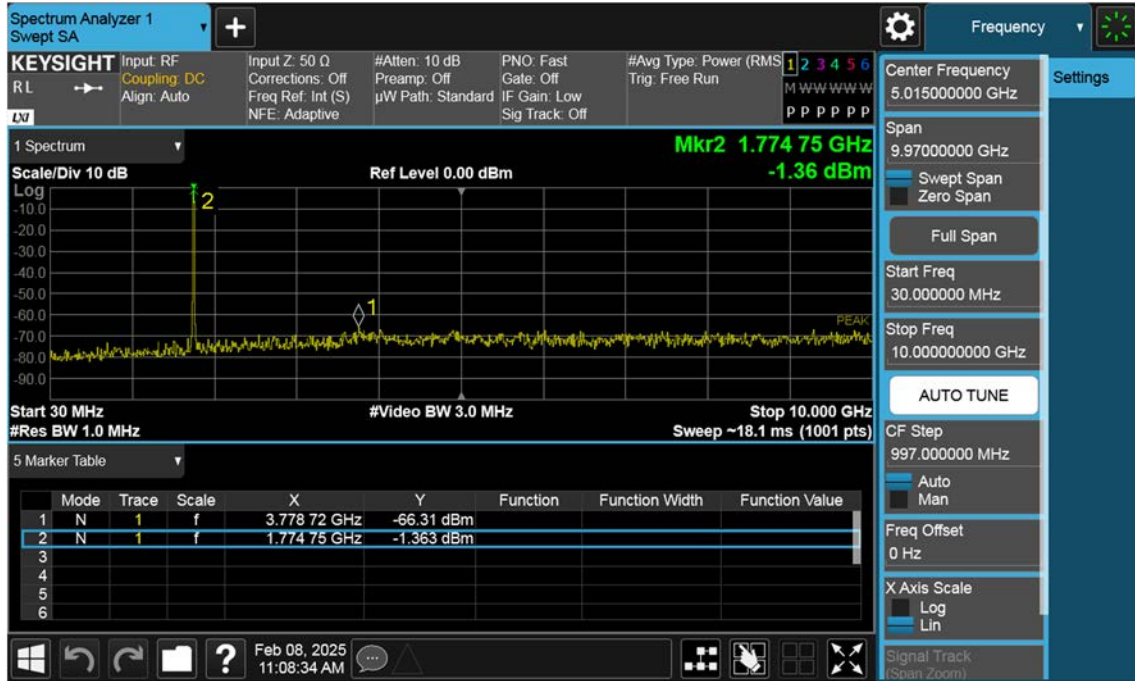 Spectrum Analyzer 1
Swept SA
+
Frequency
KEYSIGHT
RL
LXI
Input: RF
Coupling: DC
Align: Auto
Input Z: 50 Ω
Corrections: Off
Freq Ref: Int (S)
NFE: Adaptive
#Atten: 10 dB
Preamp: Off
µW Path: Standard
PNO: Fast
Gate: Off
IF Gain: Low
Sig Track: Off
#Avg Type: Power (RMS
Trig: Free Run
1 2 3 4 5 6
M W W W W W
P P P P P P
1 Spectrum
Mkr2 1.774 75 GHz
-1.36 dBm
Scale/Div 10 dB
Ref Level 0.00 dBm
Log
-10.0
-20.0
-30.0
-40.0
-50.0
-60.0
-70.0
-80.0
-90.0
2
1
PEAK
Start 30 MHz
#Video BW 3.0 MHz
Stop 10.000 GHz
#Res BW 1.0 MHz
Sweep ~18.1 ms (1001 pts)
5 Marker Table
Mode Trace Scale X Y Function Function Width Function Value
1 N 1 f 3.778 72 GHz -66.31 dBm
2 N 1 f 1.774 75 GHz -1.363 dBm
3
4
5
6
?
Feb 08, 2025
11:08:34 AM
Center Frequency
5.015000000 GHz
Settings
Span
9.97000000 GHz
Swept Span
Zero Span
Full Span
Start Freq
30.000000 MHz
Stop Freq
10.000000000 GHz
AUTO TUNE
CF Step
997.000000 MHz
Auto
Man
Freq Offset
0 Hz
X Axis Scale
Log
Lin
Signal Track
(Span Zoom)